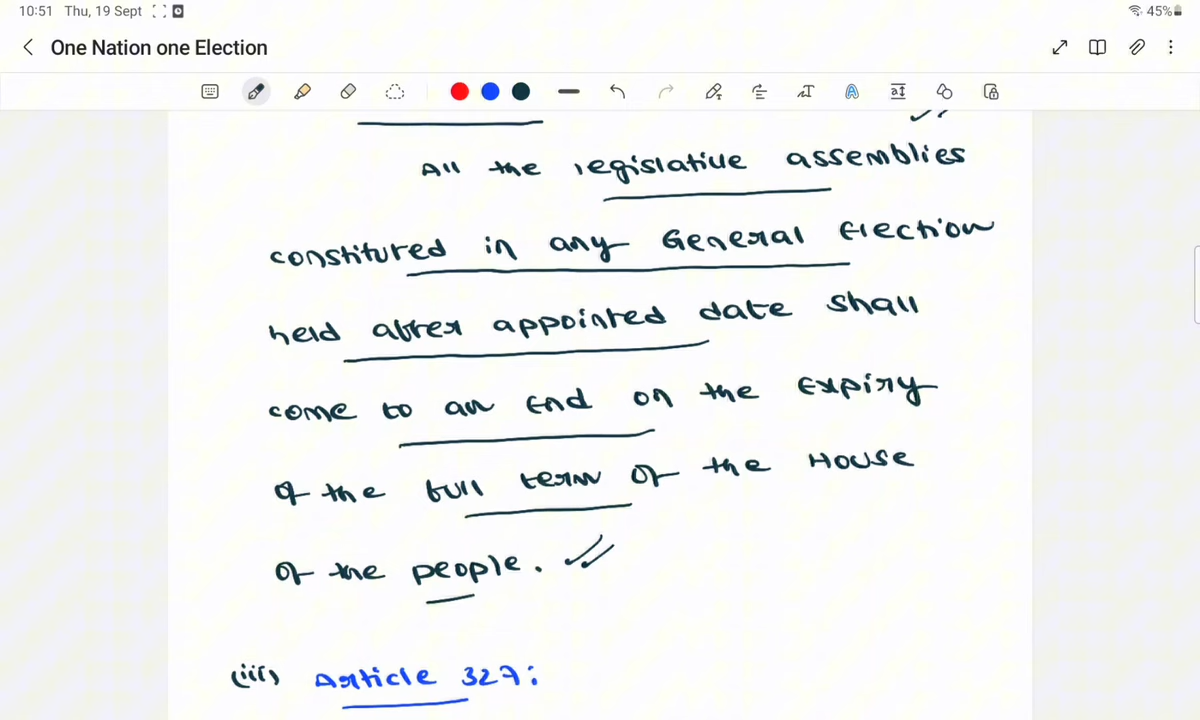 10:51 Thu, 19 Sept 45%
One Nation one Election
All the legislative assemblies
constitured in any General Election
held after appointed date shall
come to an End on the Expiry
of the full term of the House
of the people.
(iii) Article 327: